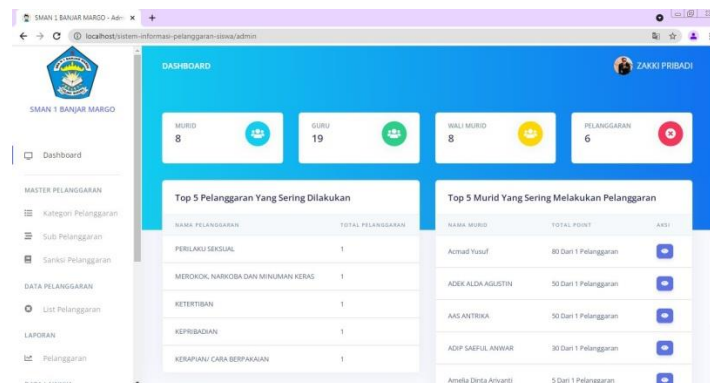 SMAN 1 BANJAR MARGO - Adm
localhost/sistem-informasi-pelanggaran-siswa/admin
SMAN 1 BANJAR MARGO
Dashboard
MASTER PELANGGARAN
Kategori Pelanggaran
Sub Pelanggaran
Sanksi Pelanggaran
DATA PELANGGARAN
List Pelanggaran
LAPORAN
Pelanggaran
DASHBOARD
ZAKKI PRIBADI
MURID
8
GURU
19
WALI MURID
8
PELANGGARAN
6
Top 5 Pelanggaran Yang Sering Dilakukan
NAMA PELANGGARAN TOTAL PELANGGARAN
PERILAKU SEKSUAL 1
MEROKOK, NARKOBA DAN MINUMAN KERAS 1
KETERTIBAN 1
KEPRIBADIAN 1
KERAPIAN/ CARA BERPAKAIAN 1
Top 5 Murid Yang Sering Melakukan Pelanggaran
NAMA MURID TOTAL POINT AKSI
Acmad Yusuf 80 Dari 1 Pelanggaran
ADEK ALDA AGUSTIN 50 Dari 1 Pelanggaran
AAS ANTRIKA 50 Dari 1 Pelanggaran
ADIP SAEFUL ANWAR 30 Dari 1 Pelanggaran
Amelia Dinta Ariyanti 5 Dari 1 Pelanggaran